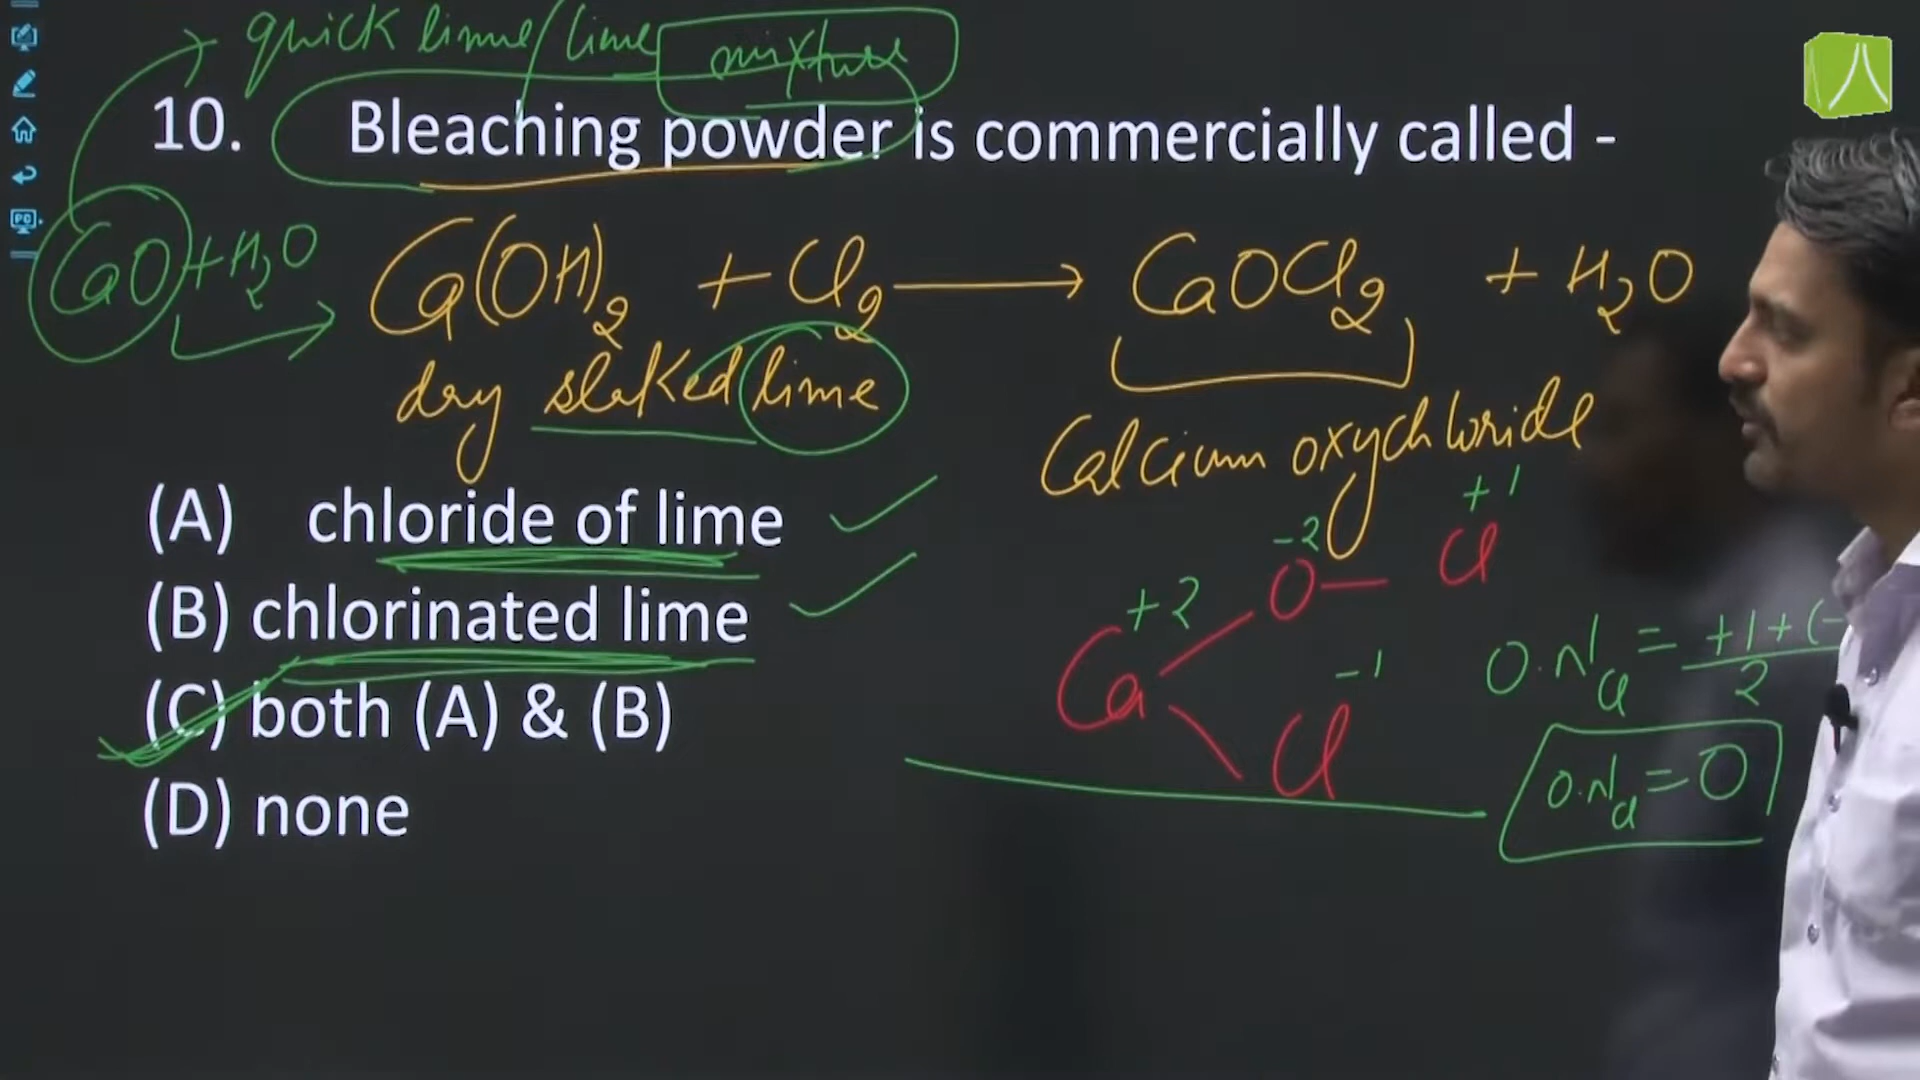 quick lime/lime mixture
10. Bleaching powder is commercially called -
CaO + H₂O → Ca(OH)₂ + Cl₂ → CaOCl₂ + H₂O
dry slaked lime
Calcium oxychloride
(A) chloride of lime
(B) chlorinated lime
(C) both (A) & (B)
(D) none
+2 -2 +1
Ca O — Cl
-1
Cl
O.N Cl = +1+(-
2
O.N Cl = 0
PC